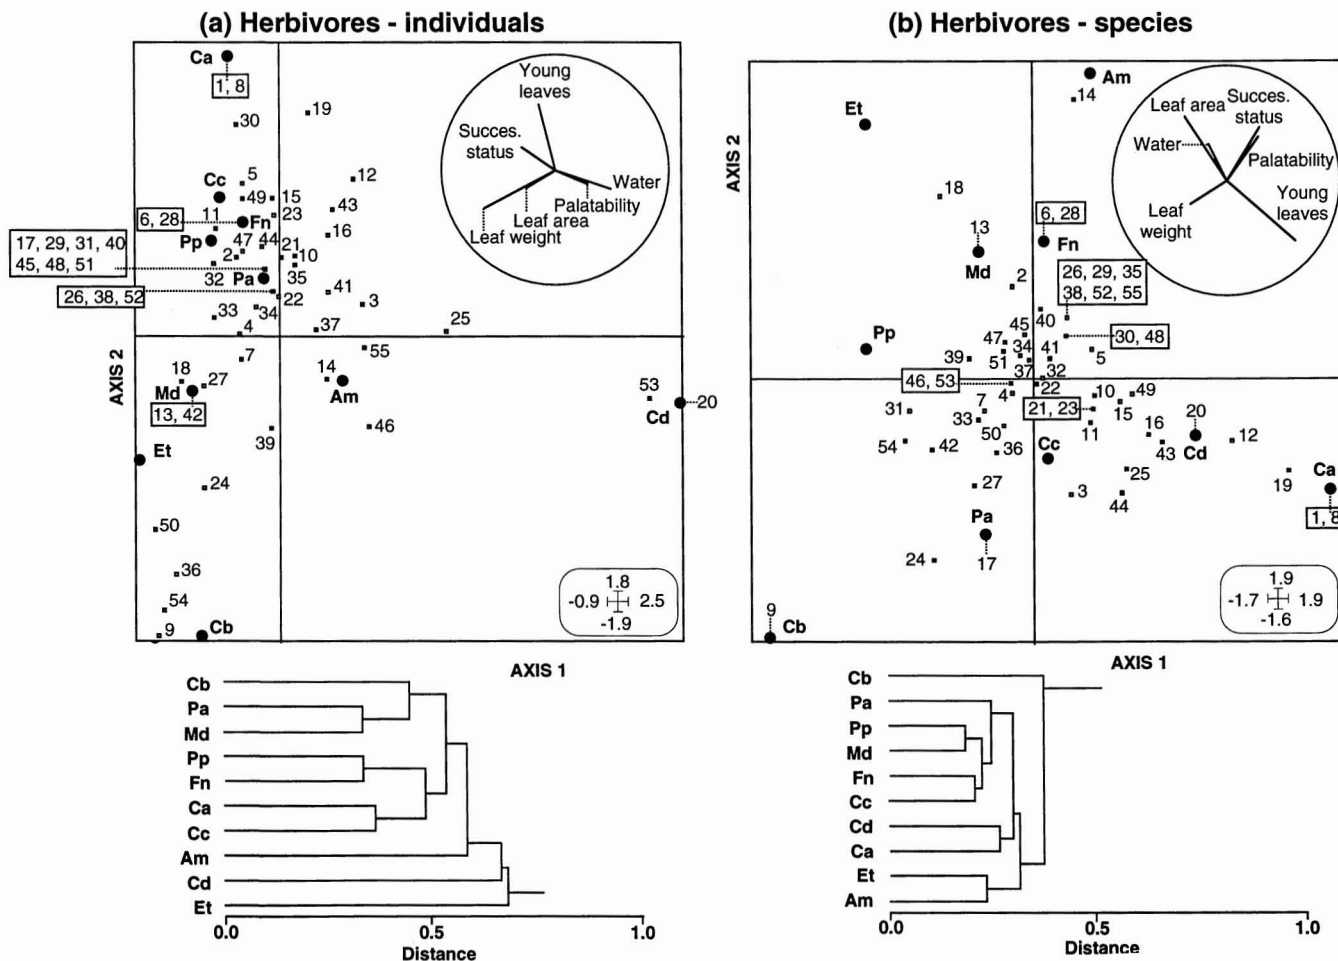 (a) Herbivores - individuals
Ca
1, 8
30
19
Young
leaves
Succes.
status
Water
Palatability
Leaf area
Leaf weight
5
12
Cc
49
15
43
11
23
6, 28
Fn
16
Pp
47
44
21
10
17, 29, 31, 40
45, 48, 51
2
32
Pa
35
26, 38, 52
22
41
3
33
34
4
37
25
7
55
18
27
14
Md
Am
53
13, 42
Cd
20
39
46
Et
24
50
36
54
9
Cb
1.8
-0.9
2.5
-1.9
AXIS 2
AXIS 1
Cb
Pa
Md
Pp
Fn
Ca
Cc
Am
Cd
Et
0.0
0.5
1.0
Distance
(b) Herbivores - species
Am
14
Et
Leaf area
Succes.
status
Water
Palatability
Young
leaves
Leaf
weight
18
13
6, 28
Md
Fn
2
26, 29, 35
38, 52, 55
40
45
30, 48
Pp
47
34
41
5
39
51
37
32
46, 53
22
4
10
49
31
7
21, 23
15
33
11
16
20
50
54
42
36
Cc
43
Cd
12
25
Ca
27
3
44
19
1, 8
Pa
24
17
9
Cb
1.9
-1.7
1.9
-1.6
AXIS 2
AXIS 1
Cb
Pa
Pp
Md
Fn
Cc
Cd
Ca
Et
Am
0.0
0.5
1.0
Distance